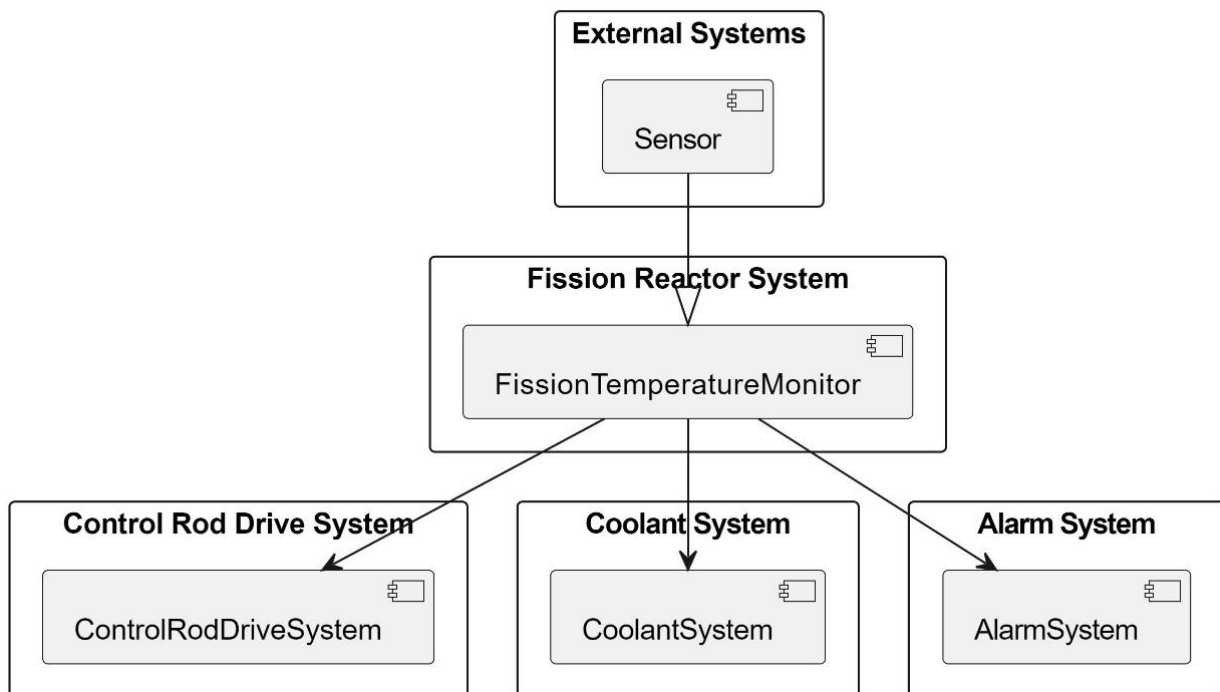 External Systems
Sensor
Fission Reactor System
FissionTemperatureMonitor
Control Rod Drive System
Coolant System
Alarm System
ControlRodDriveSystem
CoolantSystem
AlarmSystem